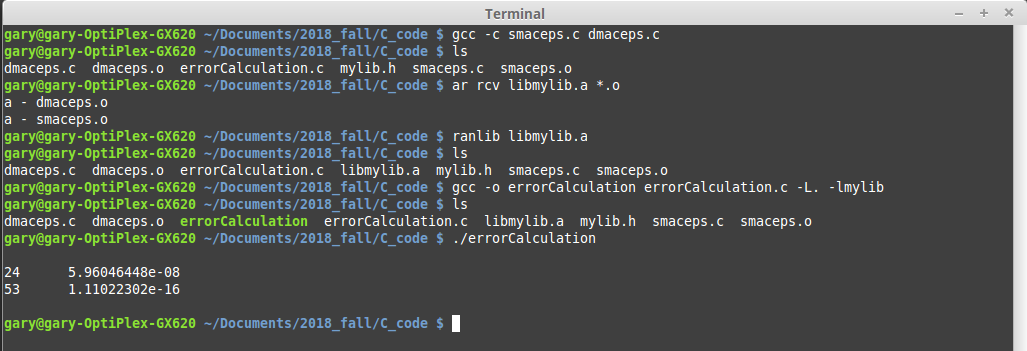 Terminal
gary@gary-OptiPlex-GX620 ~/Documents/2018_fall/C_code $ gcc -c smaceps.c dmaceps.c
gary@gary-OptiPlex-GX620 ~/Documents/2018_fall/C_code $ ls
dmaceps.c  dmaceps.o  errorCalculation.c  mylib.h  smaceps.c  smaceps.o
gary@gary-OptiPlex-GX620 ~/Documents/2018_fall/C_code $ ar rcv libmylib.a *.o
a - dmaceps.o
a - smaceps.o
gary@gary-OptiPlex-GX620 ~/Documents/2018_fall/C_code $ ranlib libmylib.a
gary@gary-OptiPlex-GX620 ~/Documents/2018_fall/C_code $ ls
dmaceps.c  dmaceps.o  errorCalculation.c  libmylib.a  mylib.h  smaceps.c  smaceps.o
gary@gary-OptiPlex-GX620 ~/Documents/2018_fall/C_code $ gcc -o errorCalculation errorCalculation.c -L. -lmylib
gary@gary-OptiPlex-GX620 ~/Documents/2018_fall/C_code $ ls
dmaceps.c  dmaceps.o  errorCalculation  errorCalculation.c  libmylib.a  mylib.h  smaceps.c  smaceps.o
gary@gary-OptiPlex-GX620 ~/Documents/2018_fall/C_code $ ./errorCalculation
24      5.96046448e-08
53      1.11022302e-16
gary@gary-OptiPlex-GX620 ~/Documents/2018_fall/C_code $